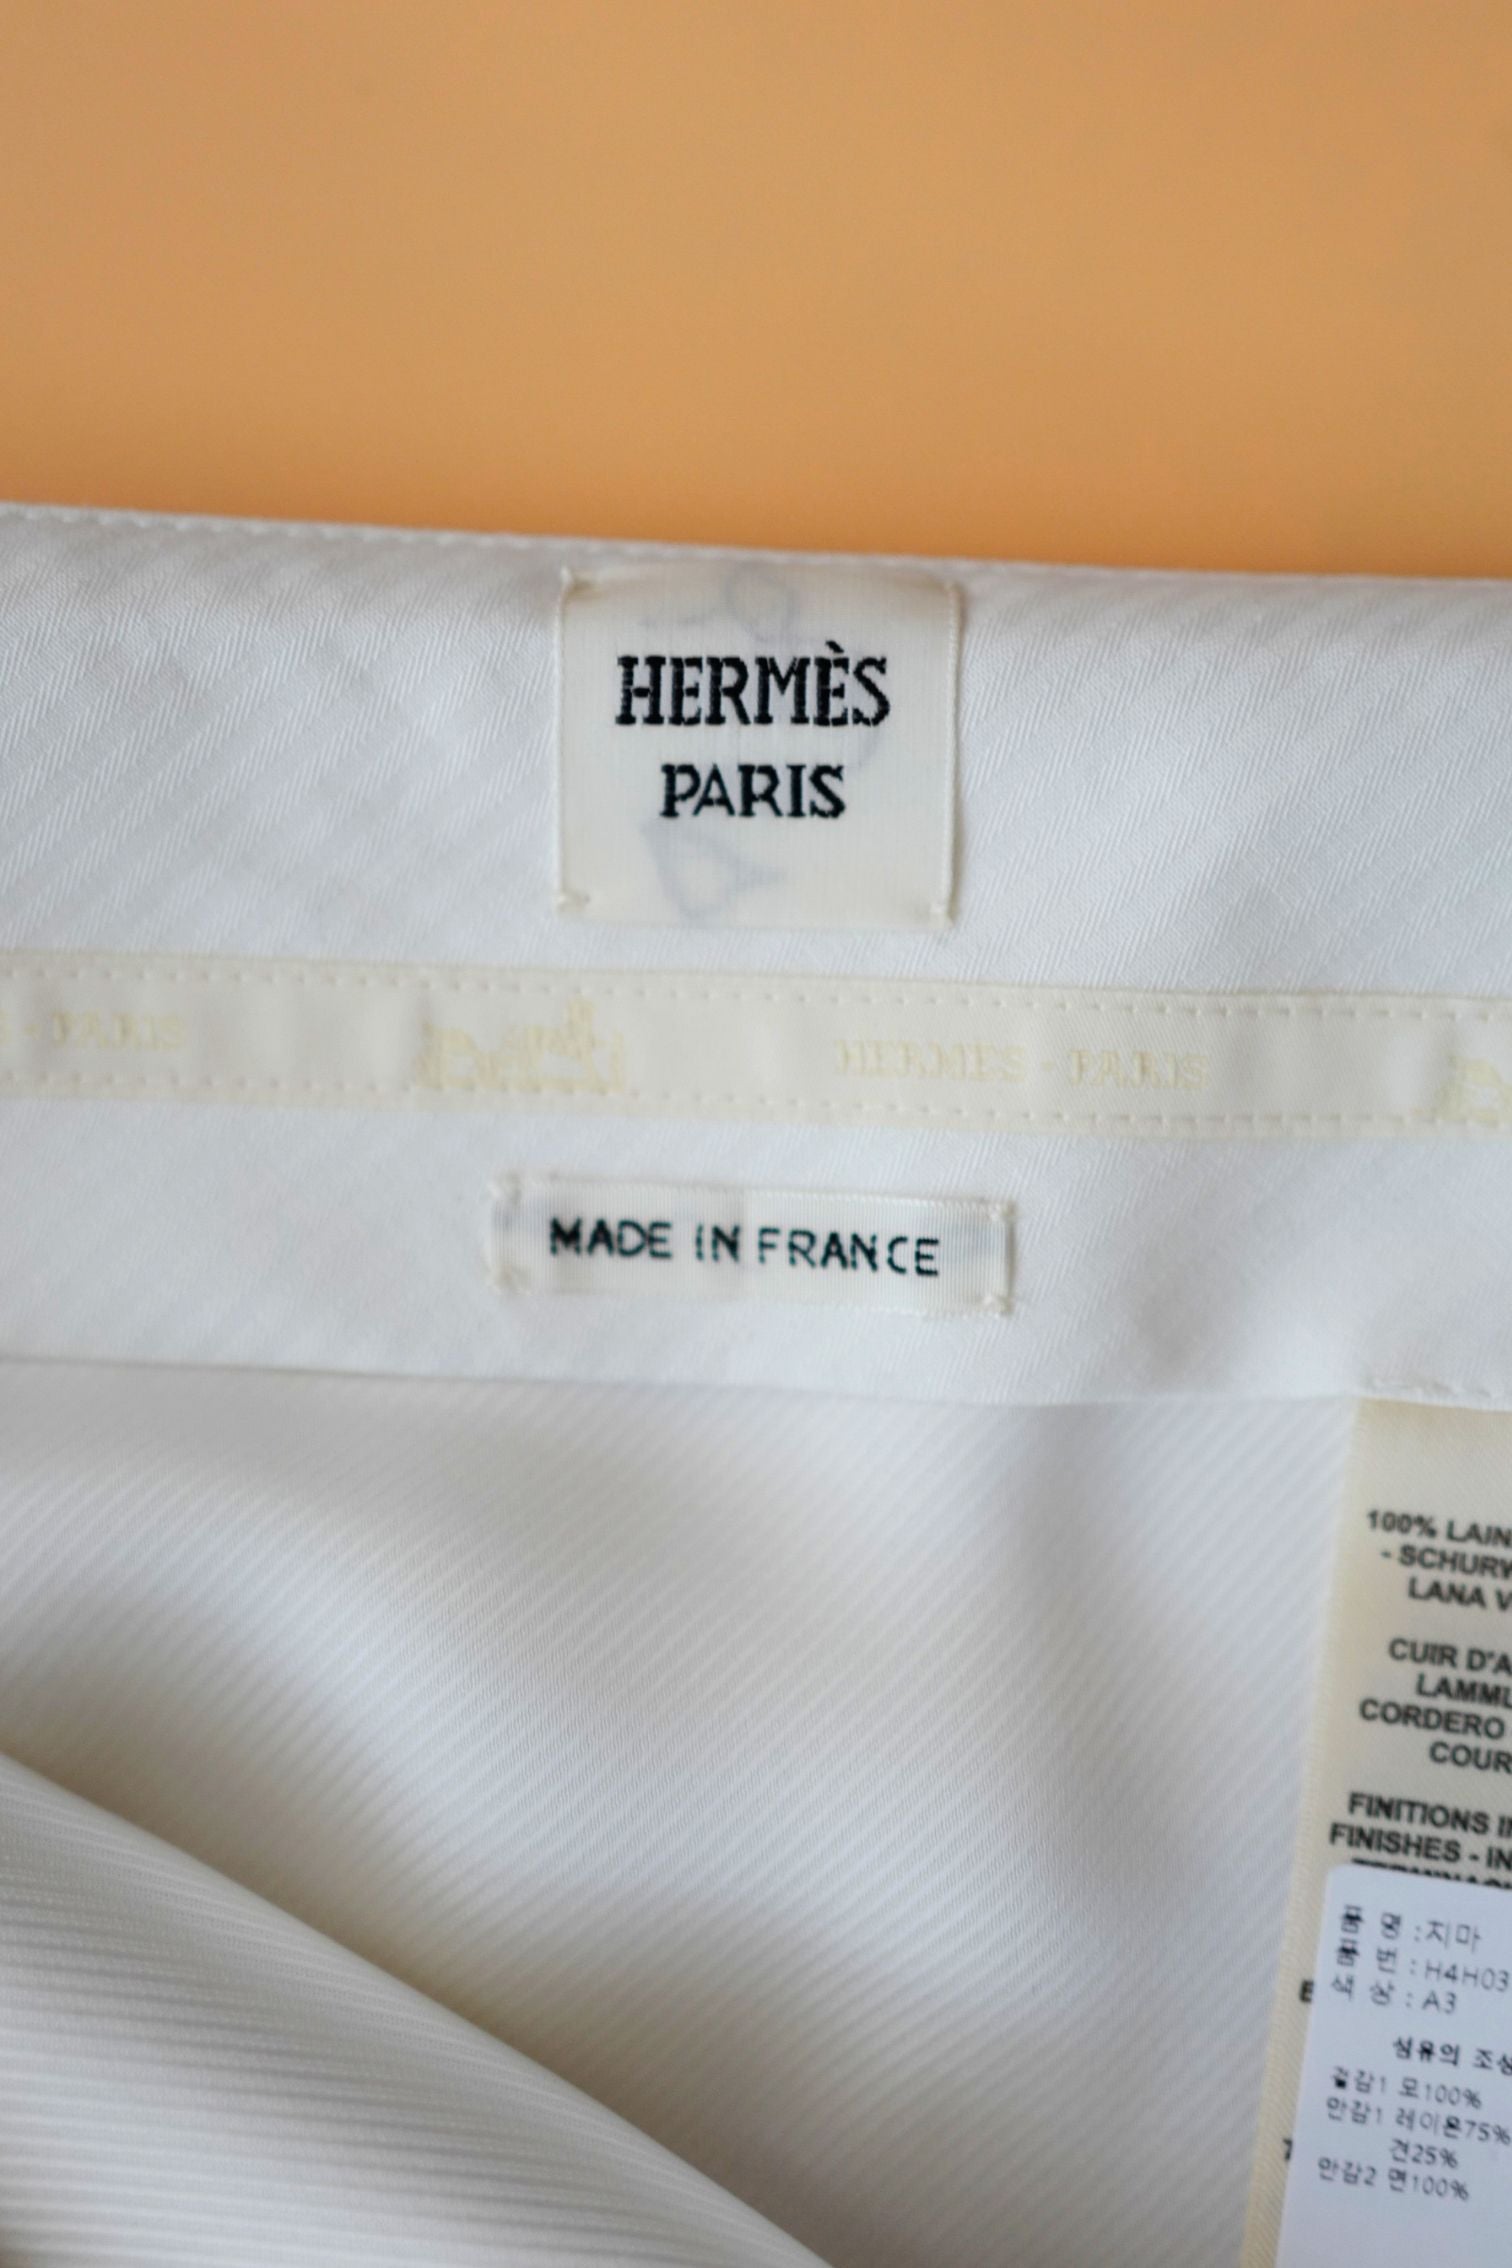 HERMÈS
PARIS
- PARIS
HERMES - PARIS
MADE IN FRANCE
100% LAIN
- SCHURW
LANA V
CUIR D'A
LAMML
CORDERO
COUR
FINITIONS IN
FINISHES - IN
품 명 : 치마
품 번 : H4H03
색 상 : A3
섬유의 조성
겉감1 모100%
안감1 레이온75%
견25%
안감2 면100%